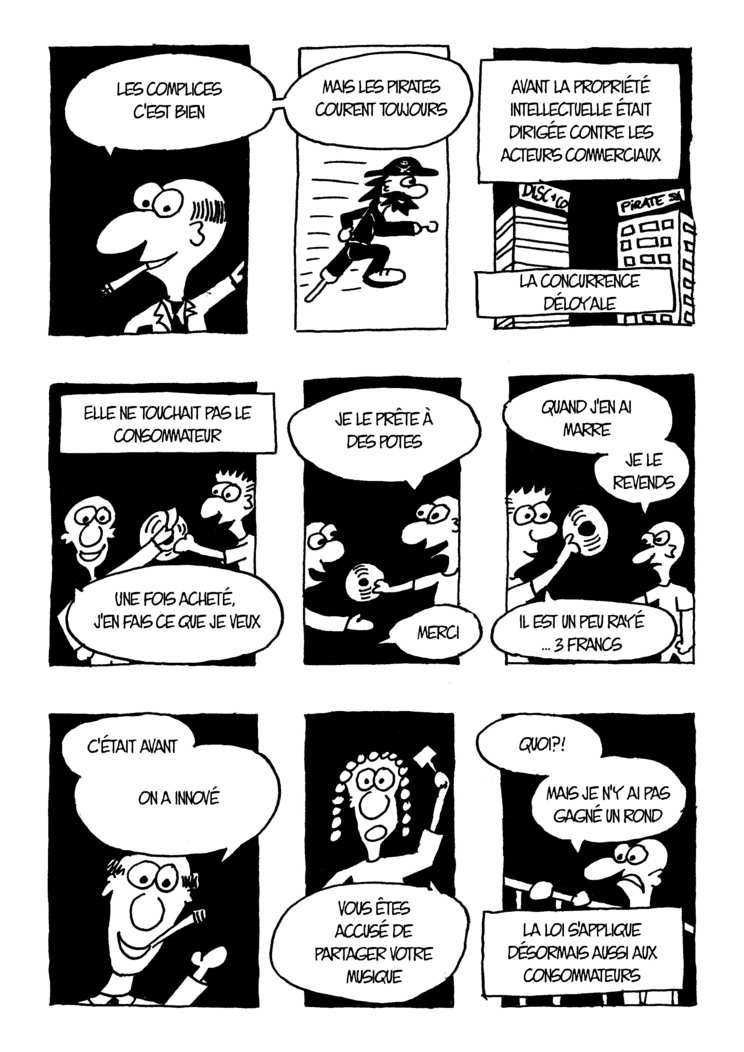 LES COMPLICES
C'EST BIEN
MAIS LES PIRATES
COURENT TOUJOURS
AVANT LA PROPRIÉTÉ
INTELLECTUELLE ÉTAIT
DIRIGÉE CONTRE LES
ACTEURS COMMERCIAUX
DISC+CO
PIRATE SA
LA CONCURRENCE
DÉLOYALE
ELLE NE TOUCHAIT PAS LE
CONSOMMATEUR
UNE FOIS ACHETÉ,
J'EN FAIS CE QUE JE VEUX
JE LE PRÊTE À
DES POTES
MERCI
QUAND J'EN AI
MARRE
JE LE
REVENDS
IL EST UN PEU RAYÉ
... 3 FRANCS
C'ÉTAIT AVANT
ON A INNOVÉ
VOUS ÊTES
ACCUSÉ DE
PARTAGER VOTRE
MUSIQUE
QUOI?!
MAIS JE N'Y AI PAS
GAGNÉ UN ROND
LA LOI S'APPLIQUE
DÉSORMAIS AUSSI AUX
CONSOMMATEURS